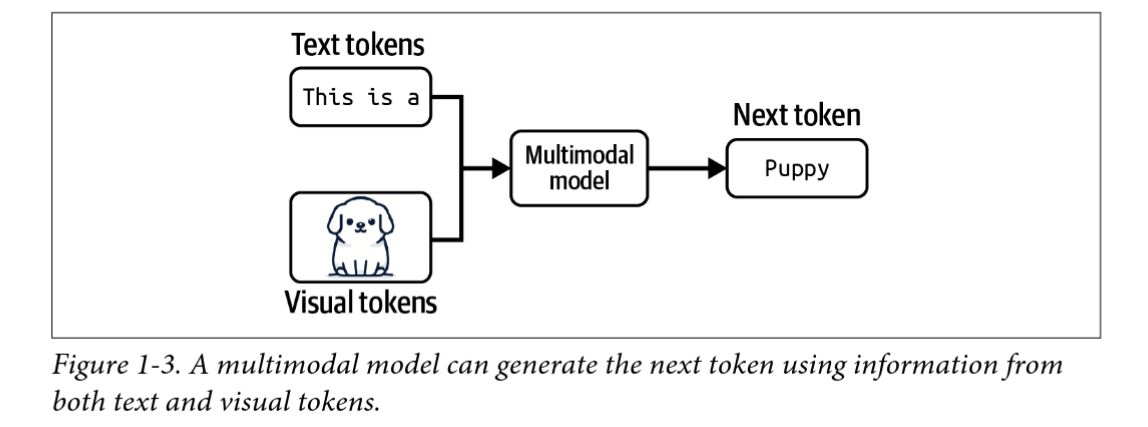 Text tokens
This is a
Multimodal
model
Next token
Puppy
Visual tokens
Figure 1-3. A multimodal model can generate the next token using information from
both text and visual tokens.